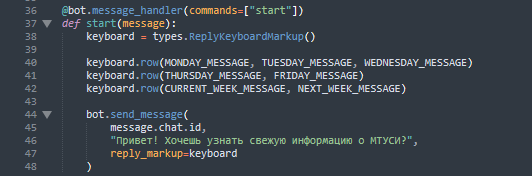 36 @bot.message_handler(commands=["start"])
37 def start(message):
38     keyboard = types.ReplyKeyboardMarkup()
39
40     keyboard.row(MONDAY_MESSAGE, TUESDAY_MESSAGE, WEDNESDAY_MESSAGE)
41     keyboard.row(THURSDAY_MESSAGE, FRIDAY_MESSAGE)
42     keyboard.row(CURRENT_WEEK_MESSAGE, NEXT_WEEK_MESSAGE)
43
44     bot.send_message(
45         message.chat.id,
46         "Привет! Хочешь узнать свежую информацию о МТУСИ?",
47         reply_markup=keyboard
48     )